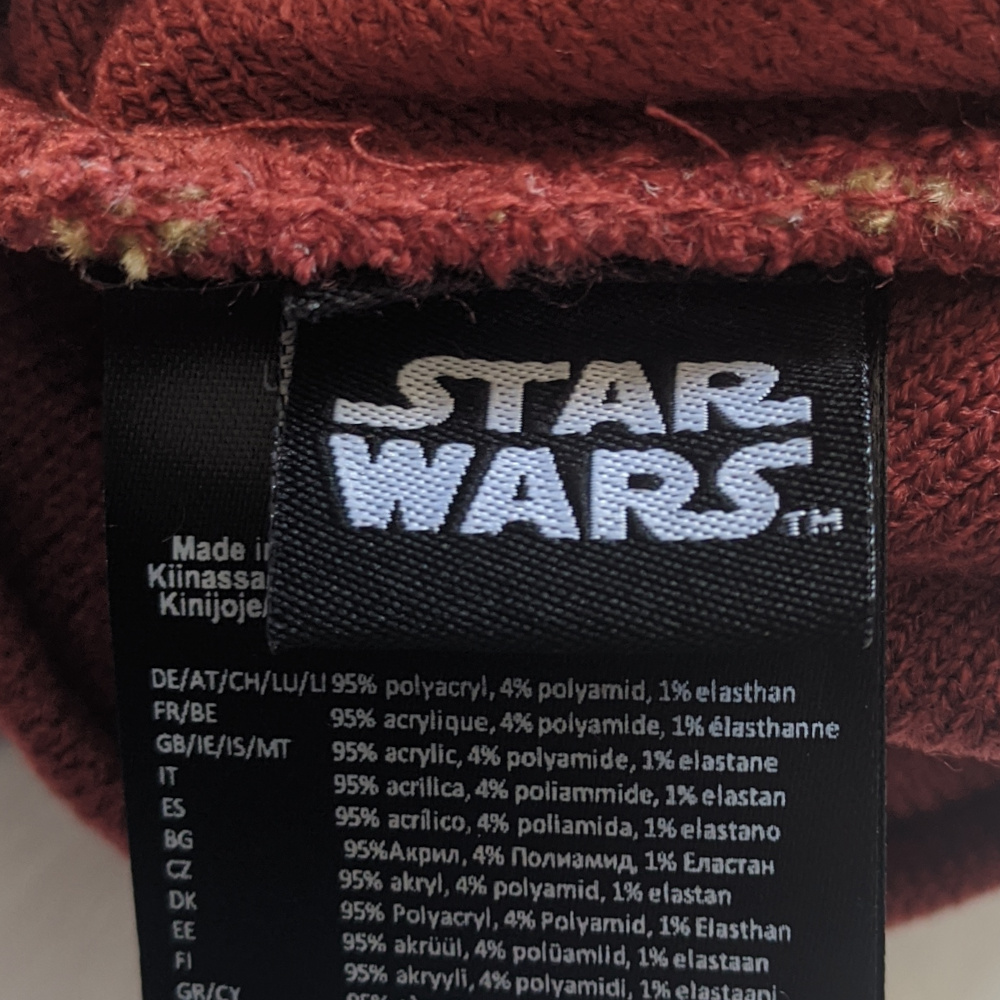 STAR
WARS
TM
Made in
Kiinassa
Kinijoje/
DE/AT/CH/LU/LI 95% polyacryl, 4% polyamid, 1% elasthan
FR/BE 95% acrylique, 4% polyamide, 1% élasthanne
GB/IE/IS/MT 95% acrylic, 4% polyamide, 1% elastane
IT 95% acrilica, 4% poliammide, 1% elastan
ES 95% acrílico, 4% poliamida, 1% elastano
BG 95%Акрил, 4% Полиамид, 1% Еластан
CZ 95% akryl, 4% polyamid, 1% elastan
DK 95% Polyacryl, 4% Polyamid, 1% Elasthan
EE 95% akrüül, 4% polüamiid, 1% elastaan
FI 95% akryyli, 4% polyamidi, 1% elastaani
GR/CY 95%